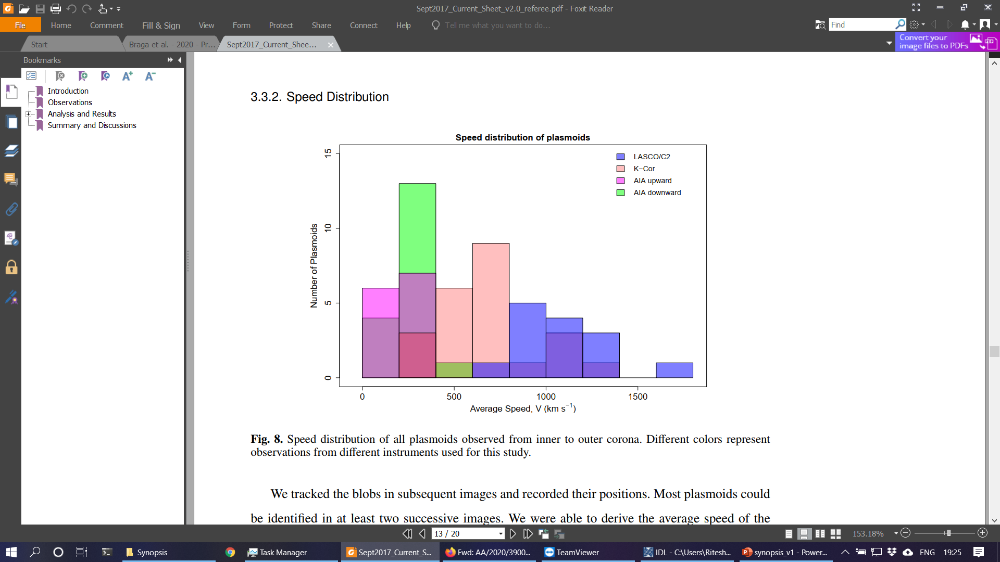 Sept2017_Current_Sheet_v2.0_referee.pdf - Foxit Reader
File Home Comment Fill & Sign View Form Protect Share Connect Help Tell me what you want to do... Find
Start Braga et al. - 2020 - Pr... Sept2017_Current_Shee... Convert your
image files to PDFs
Bookmarks
Introduction
Observations
Analysis and Results
Summary and Discussions
3.3.2. Speed Distribution
Speed distribution of plasmoids
LASCO/C2
K−Cor
AIA upward
AIA downward
Number of Plasmoids
15
10
5
0
0 500 1000 1500
Average Speed, V (km s−1)
Fig. 8. Speed distribution of all plasmoids observed from inner to outer corona. Different colors represent
observations from different instruments used for this study.
We tracked the blobs in subsequent images and recorded their positions. Most plasmoids could
be identified in at least two successive images. We were able to derive the average speed of the
13 / 20 153.18%
Synopsis Task Manager Sept2017_Current_S... Fwd: AA/2020/3900... TeamViewer IDL - C:\Users\Ritesh... synopsis_v1 - Power... ENG 19:25